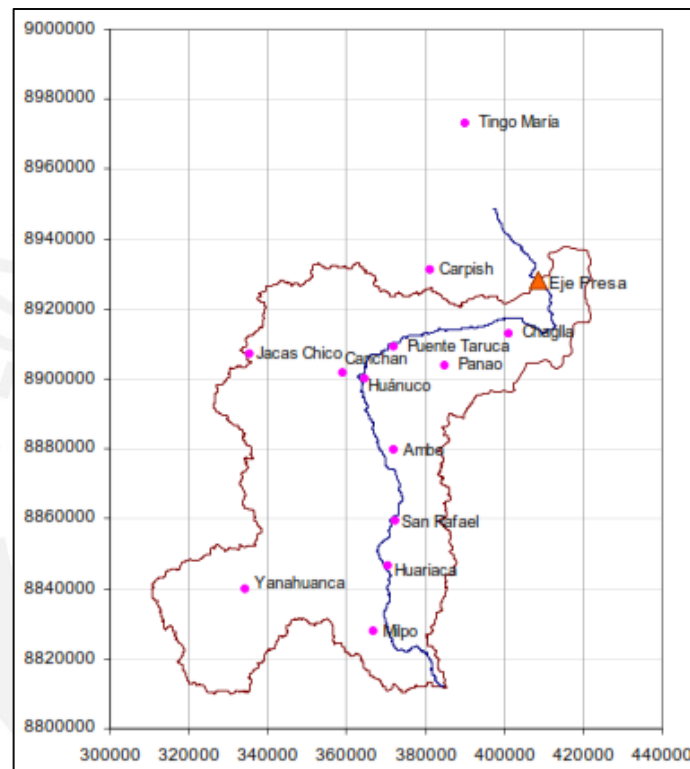 9000000
8980000
Tingo María
8960000
8940000
Carpish
Eje Presa
8920000
Chaglla
Puente Taruca
Jacas Chico
Canchan
Panao
8900000
Huánuco
8880000
Ambo
8860000
San Rafael
Huariaca
8840000
Yanahuanca
Milpo
8820000
8800000
300000 320000 340000 360000 380000 400000 420000 440000